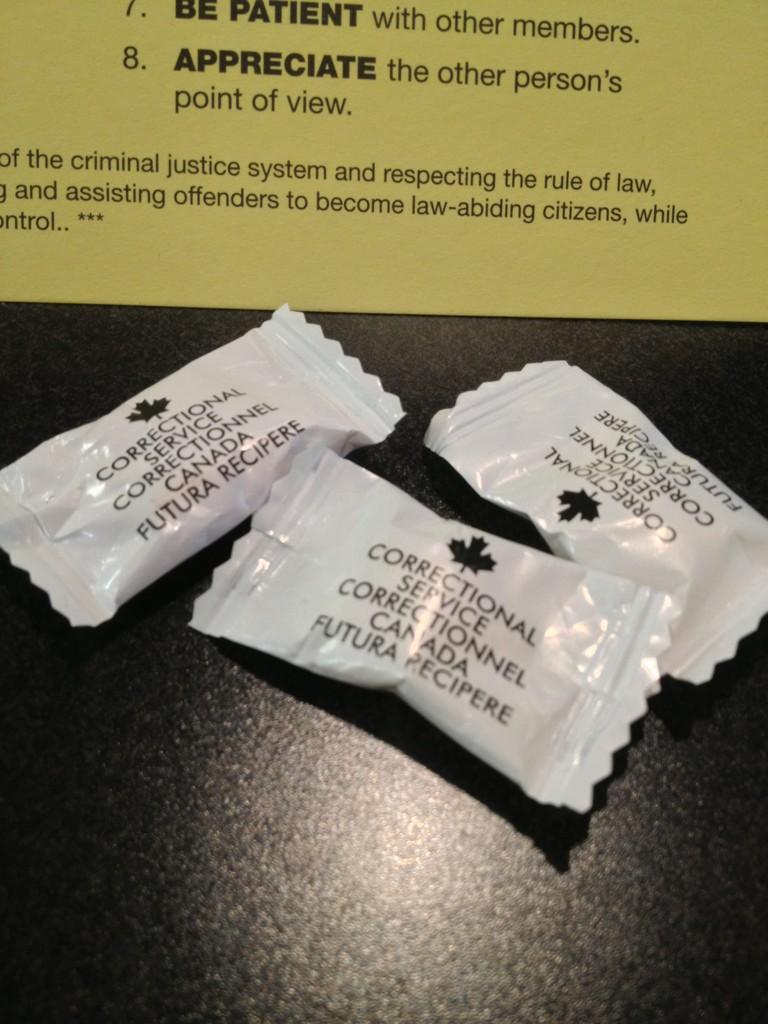 7. BE PATIENT with other members.
8. APPRECIATE the other person's
point of view.
of the criminal justice system and respecting the rule of law,
and assisting offenders to become law-abiding citizens, while
ontrol.. ***
CORRECTIONAL
SERVICE
CORRECTIONNEL
CANADA
FUTURA RECIPERE
CORRECTIONAL
SERVICE
CORRECTIONNEL
CANADA
FUTURA RECIPERE
CORRECTIONAL
SERVICE
CORRECTIONNEL
CANADA
FUTURA RECIPERE